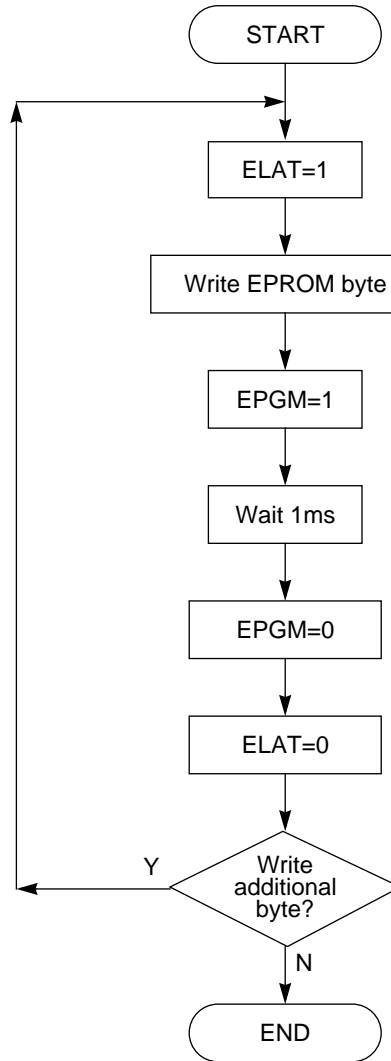 START
ELAT=1
Write EPROM byte
EPGM=1
Wait 1ms
EPGM=0
ELAT=0
Y
Write
additional
byte?
N
END